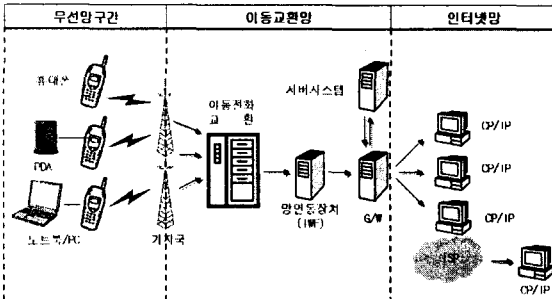 무선망구간
이동교환망
인터넷망
휴대폰
PDA
노트북/PC
기지국
이동전화
교 환
서버시스템
망연동장치
(IWF)
G/W
CP/IP
CP/IP
CP/IP
ISP
CP/IP